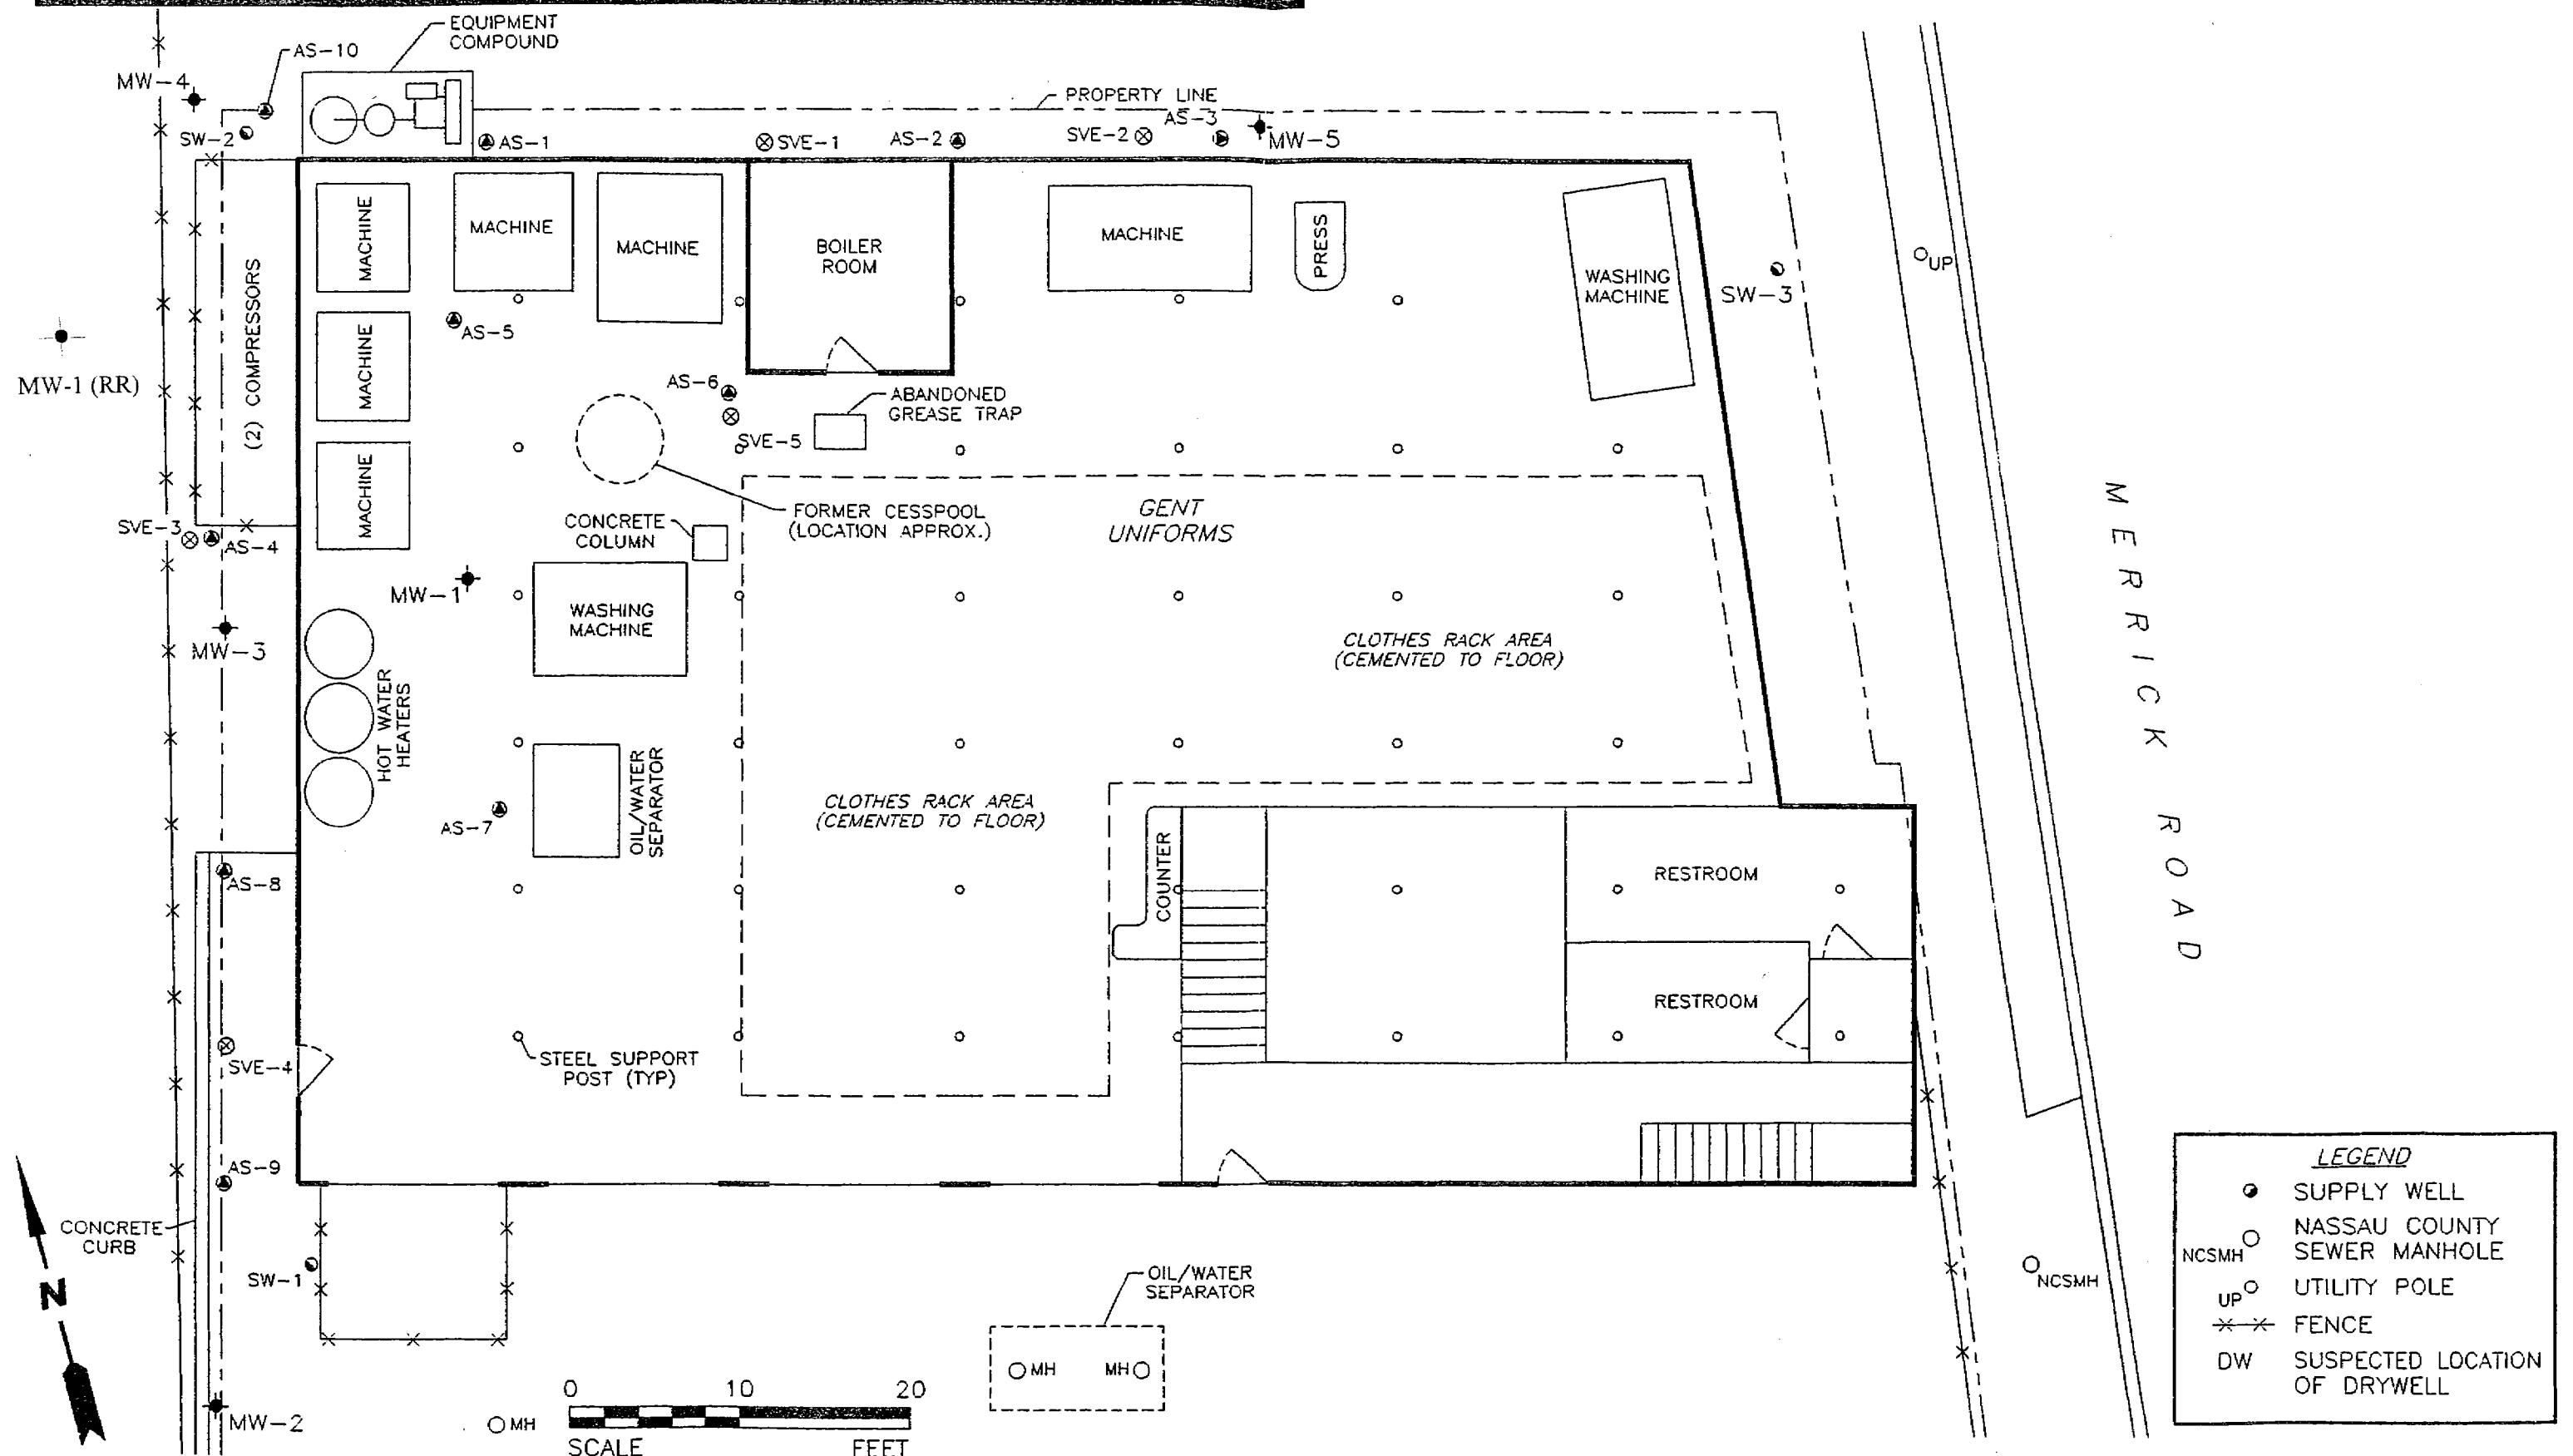 EQUIPMENT
COMPOUND
AS-10
MW-4
SW-2
AS-1
SVE-1
AS-2
PROPERTY LINE
SVE-2
AS-3
MW-5
MACHINE
MACHINE
MACHINE
BOILER
ROOM
MACHINE
PRESS
WASHING
MACHINE
SW-3
UP
(2) COMPRESSORS
AS-5
MW-1 (RR)
MACHINE
AS-6
SVE-5
ABANDONED
GREASE TRAP
MACHINE
SVE-3
AS-4
CONCRETE
COLUMN
FORMER CESSPOOL
(LOCATION APPROX.)
GENT
UNIFORMS
MERRICK ROAD
MW-1
WASHING
MACHINE
MW-3
CLOTHES RACK AREA
(CEMENTED TO FLOOR)
HOT WATER
HEATERS
OIL/WATER
SEPARATOR
AS-7
CLOTHES RACK AREA
(CEMENTED TO FLOOR)
COUNTER
RESTROOM
AS-8
RESTROOM
SVE-4
STEEL SUPPORT
POST (TYP)
AS-9
CONCRETE
CURB
N
SW-1
OIL/WATER
SEPARATOR
MH
MH
NCSMH
MW-2
MH
0 10 20
SCALE FEET
LEGEND
SUPPLY WELL
NCSMH NASSAU COUNTY
SEWER MANHOLE
UP UTILITY POLE
FENCE
DW SUSPECTED LOCATION
OF DRYWELL